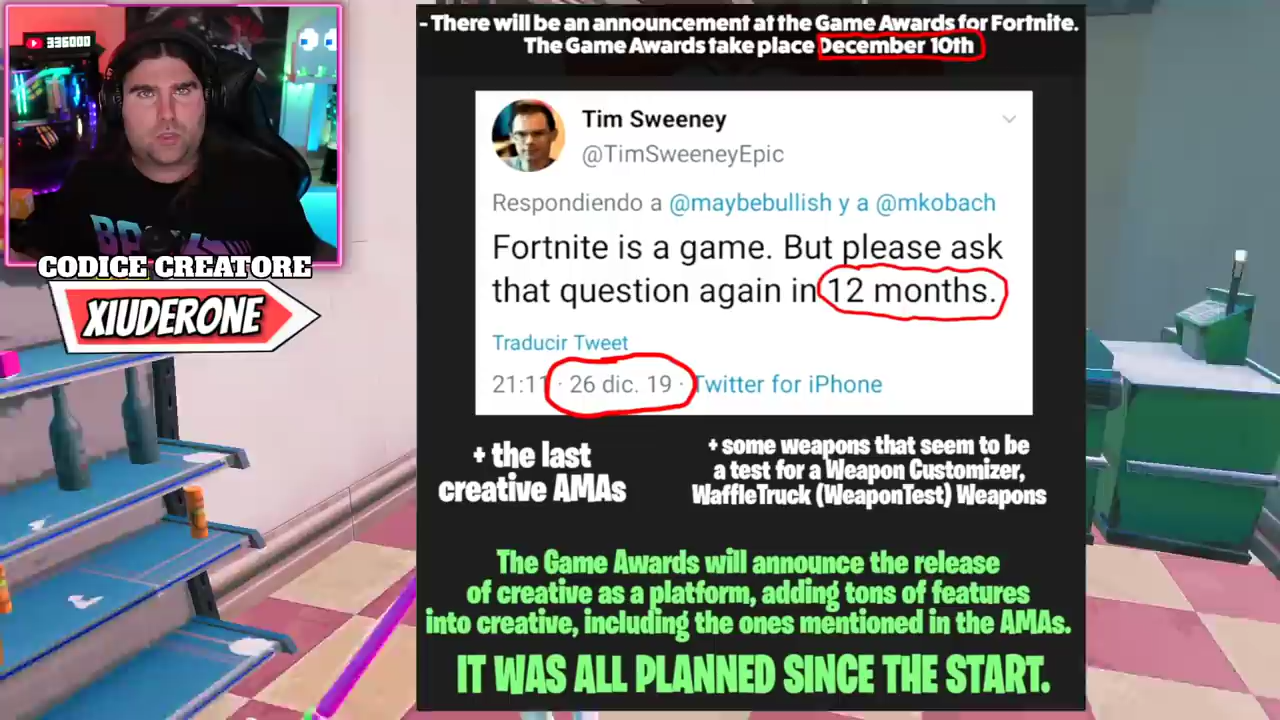 336000
CODICE CREATORE
XIUDERONE
- There will be an announcement at the Game Awards for Fortnite.
The Game Awards take place December 10th
Tim Sweeney
@TimSweeneyEpic
Respondiendo a @maybebullish y a @mkobach
Fortnite is a game. But please ask
that question again in 12 months.
Traducir Tweet
21:11 · 26 dic. 19 · Twitter for iPhone
+ the last
creative AMAs
+ some weapons that seem to be
a test for a Weapon Customizer,
WaffleTruck (WeaponTest) Weapons
The Game Awards will announce the release
of creative as a platform, adding tons of features
into creative, including the ones mentioned in the AMAs.
IT WAS ALL PLANNED SINCE THE START.